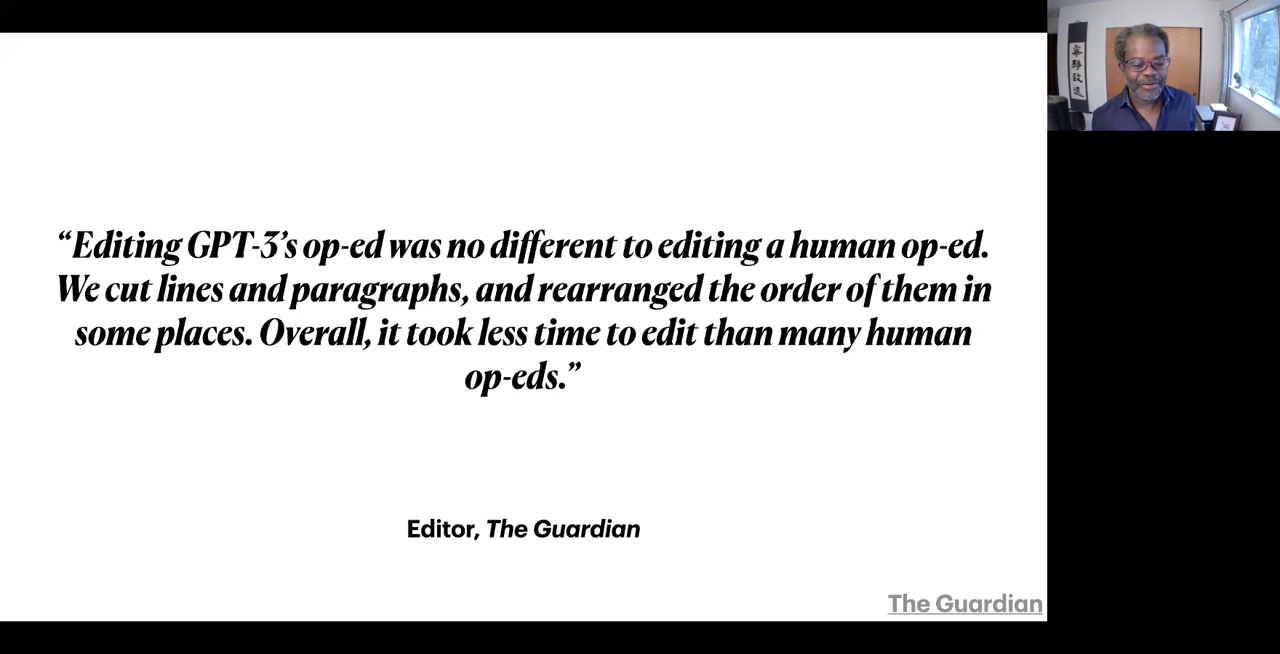 “Editing GPT-3’s op-ed was no different to editing a human op-ed.
We cut lines and paragraphs, and rearranged the order of them in
some places. Overall, it took less time to edit than many human
op-eds.”
Editor, The Guardian
The Guardian